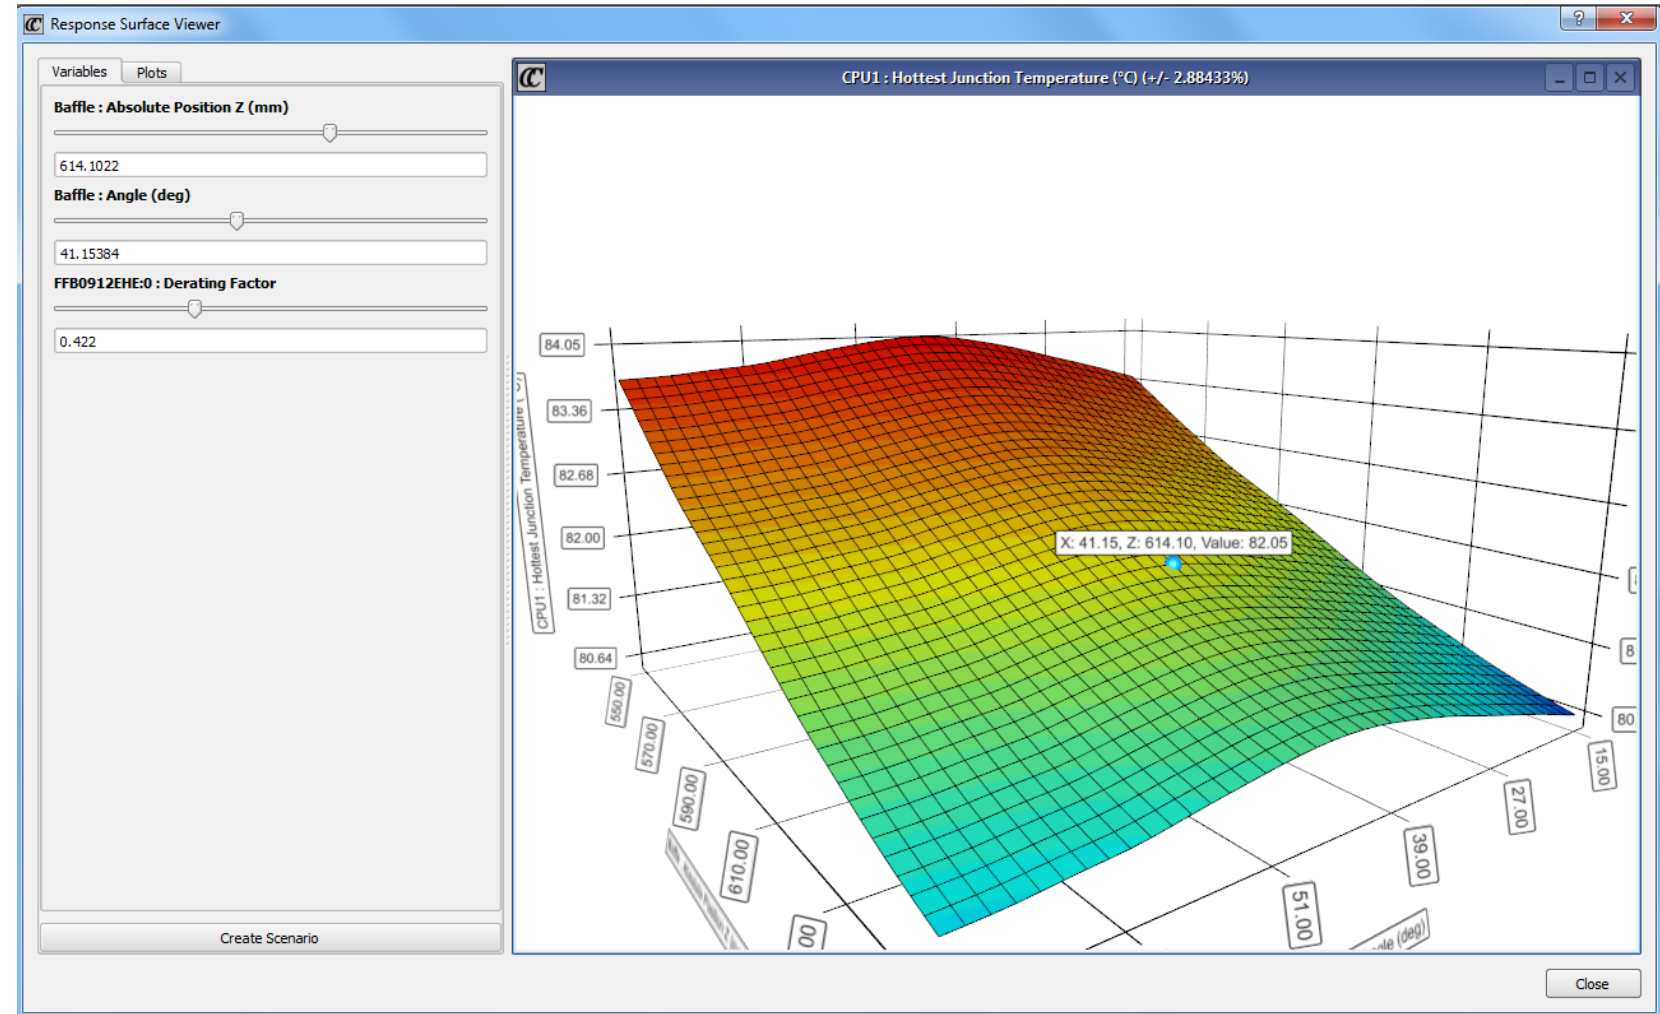 Response Surface Viewer
Variables
Plots
Baffle : Absolute Position Z (mm)
614.1022
Baffle : Angle (deg)
41.15384
FFB0912EHE:0 : Derating Factor
0.422
Create Scenario
CPU1 : Hottest Junction Temperature (°C) (+/- 2.88433%)
84.05
83.36
82.68
82.00
81.32
80.64
CPU1 : Hottest Junction Temperature (
X: 41.15, Z: 614.10, Value: 82.05
550.00
570.00
590.00
610.00
00
8
80.
15.00
27.00
39.00
51.00
(deg)
Close